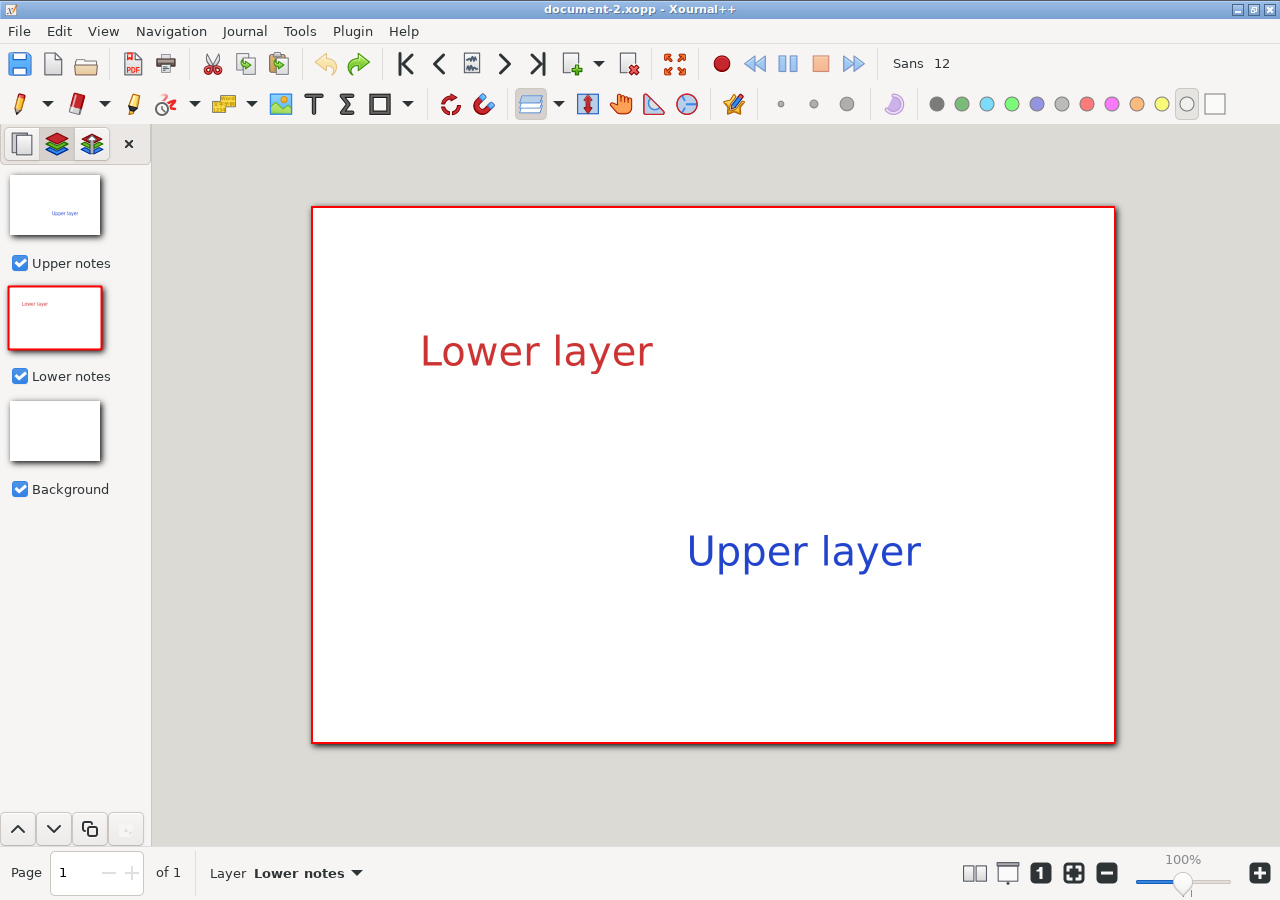 document-2.xopp - Xournal++
File Edit View Navigation Journal Tools Plugin Help
Sans 12
Upper layer
Upper notes
Lower layer
Lower notes
Background
Lower layer
Upper layer
Page 1 of 1 Layer Lower notes
100%
1